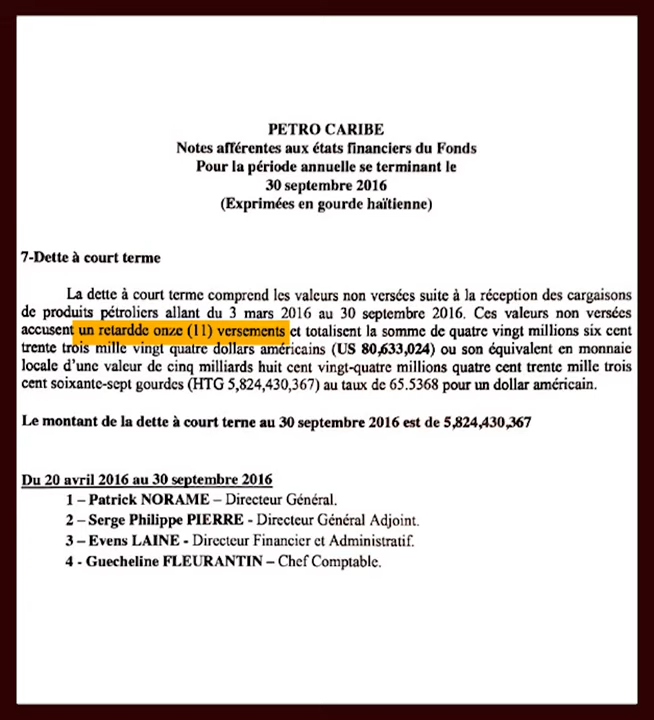 PETRO CARIBE
Notes afférentes aux états financiers du Fonds
Pour la période annuelle se terminant le
30 septembre 2016
(Exprimées en gourde haïtienne)
7-Dette à court terme
La dette à court terme comprend les valeurs non versées suite à la réception des cargaisons
de produits pétroliers allant du 3 mars 2016 au 30 septembre 2016. Ces valeurs non versées
accusent un retardde onze (11) versements et totalisent la somme de quatre vingt millions six cent
trente trois mille vingt quatre dollars américains (US 80,633,024) ou son équivalent en monnaie
locale d'une valeur de cinq milliards huit cent vingt-quatre millions quatre cent trente mille trois
cent soixante-sept gourdes (HTG 5,824,430,367) au taux de 65.5368 pour un dollar américain.
Le montant de la dette à court terne au 30 septembre 2016 est de 5,824,430,367
Du 20 avril 2016 au 30 septembre 2016
1 – Patrick NORAME – Directeur Général.
2 – Serge Philippe PIERRE - Directeur Général Adjoint.
3 – Evens LAINE - Directeur Financier et Administratif.
4 - Guecheline FLEURANTIN – Chef Comptable.